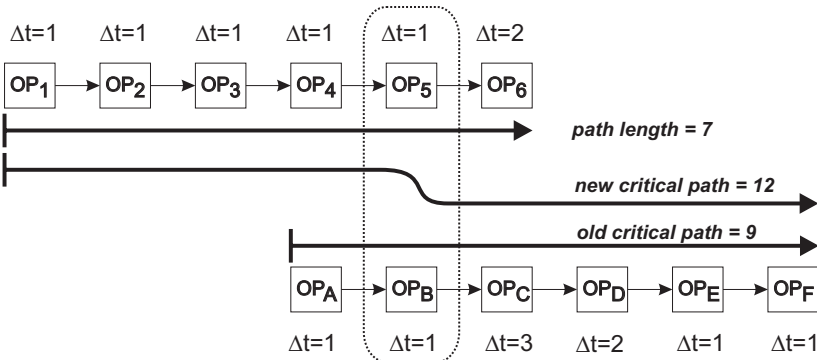 Δt=1 Δt=1 Δt=1 Δt=1 Δt=1 Δt=2
OP1 OP2 OP3 OP4 OP5 OP6
path length = 7
new critical path = 12
old critical path = 9
OPA OPB OPC OPD OPE OPF
Δt=1 Δt=1 Δt=3 Δt=2 Δt=1 Δt=1